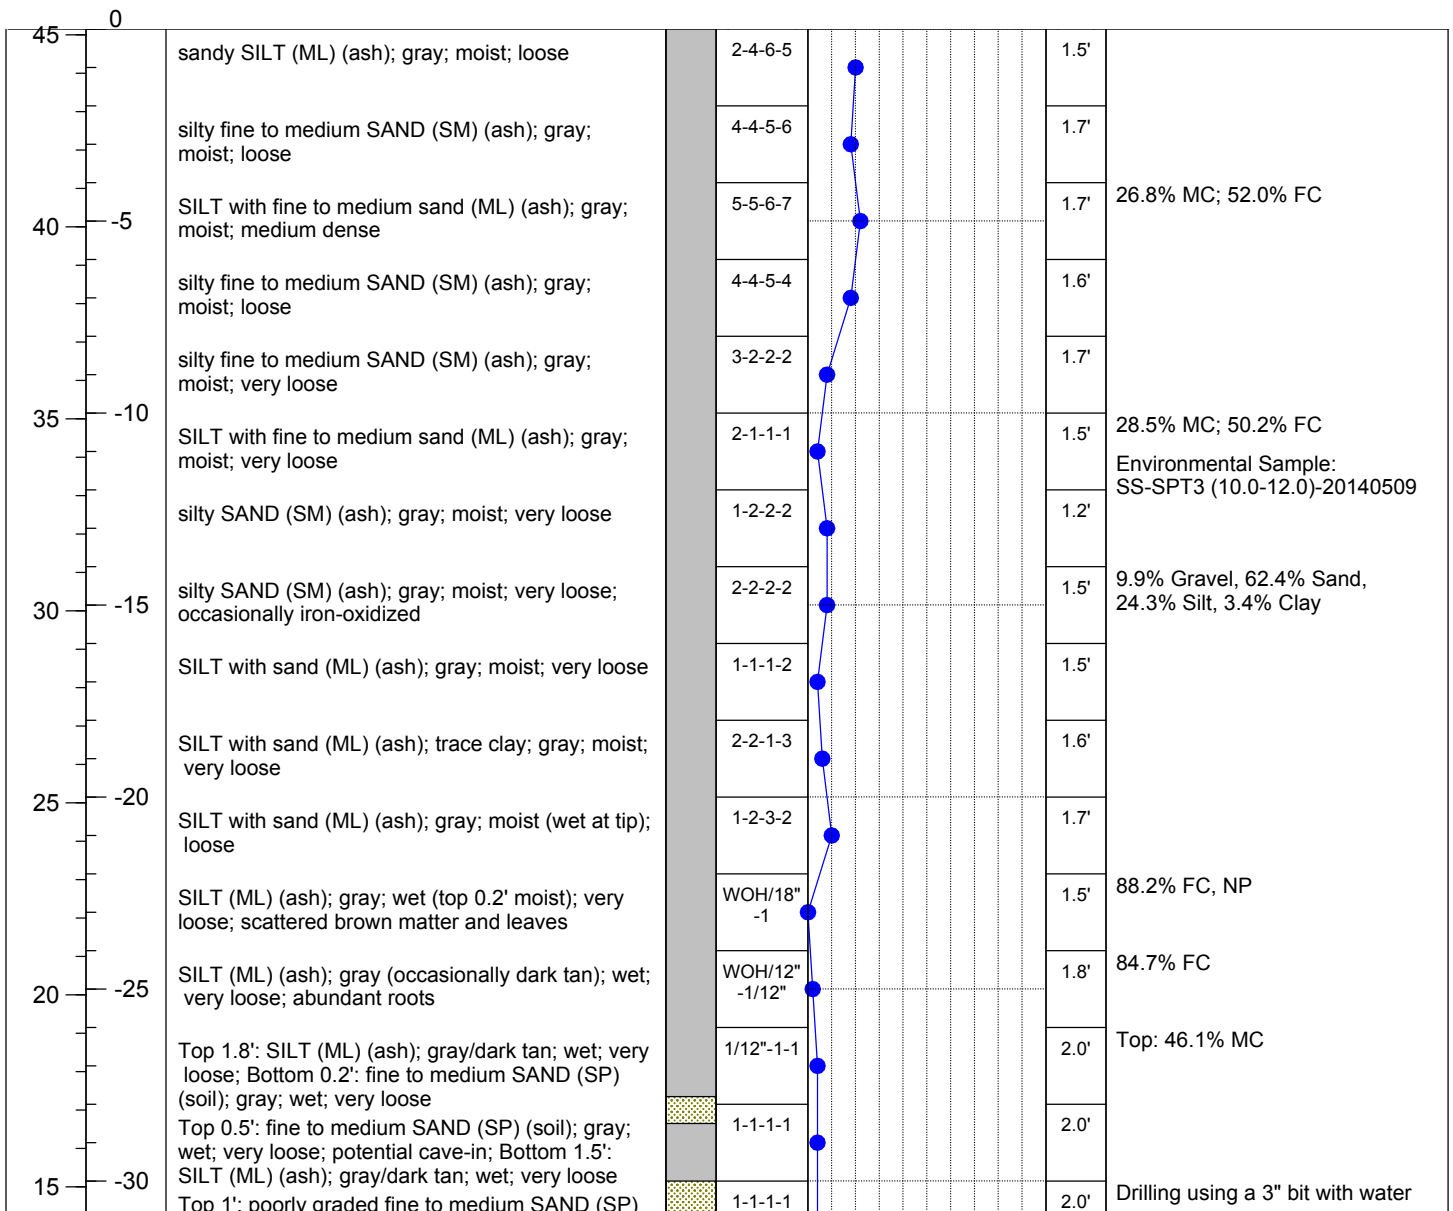 0
45
sandy SILT (ML) (ash); gray; moist; loose
2-4-6-5
1.5'
silty fine to medium SAND (SM) (ash); gray;
moist; loose
4-4-5-6
1.7'
40
-5
SILT with fine to medium sand (ML) (ash); gray;
moist; medium dense
5-5-6-7
1.7'
26.8% MC; 52.0% FC
silty fine to medium SAND (SM) (ash); gray;
moist; loose
4-4-5-4
1.6'
silty fine to medium SAND (SM) (ash); gray;
moist; very loose
3-2-2-2
1.7'
35
-10
SILT with fine to medium sand (ML) (ash); gray;
moist; very loose
2-1-1-1
1.5'
28.5% MC; 50.2% FC
Environmental Sample:
SS-SPT3 (10.0-12.0)-20140509
silty SAND (SM) (ash); gray; moist; very loose
1-2-2-2
1.2'
30
-15
silty SAND (SM) (ash); gray; moist; very loose;
occasionally iron-oxidized
2-2-2-2
1.5'
9.9% Gravel, 62.4% Sand,
24.3% Silt, 3.4% Clay
SILT with sand (ML) (ash); gray; moist; very loose
1-1-1-2
1.5'
SILT with sand (ML) (ash); trace clay; gray; moist;
very loose
2-2-1-3
1.6'
25
-20
SILT with sand (ML) (ash); gray; moist (wet at tip);
loose
1-2-3-2
1.7'
SILT (ML) (ash); gray; wet (top 0.2' moist); very
loose; scattered brown matter and leaves
WOH/18"
-1
1.5'
88.2% FC, NP
20
-25
SILT (ML) (ash); gray (occasionally dark tan); wet;
very loose; abundant roots
WOH/12"
-1/12"
1.8'
84.7% FC
Top 1.8': SILT (ML) (ash); gray/dark tan; wet; very
loose; Bottom 0.2': fine to medium SAND (SP)
(soil); gray; wet; very loose
1/12"-1-1
2.0'
Top: 46.1% MC
Top 0.5': fine to medium SAND (SP) (soil); gray;
wet; very loose; potential cave-in; Bottom 1.5':
SILT (ML) (ash); gray/dark tan; wet; very loose
1-1-1-1
2.0'
15
-30
Top 1': poorly graded fine to medium SAND (SP)
1-1-1-1
2.0'
Drilling using a 3" bit with water